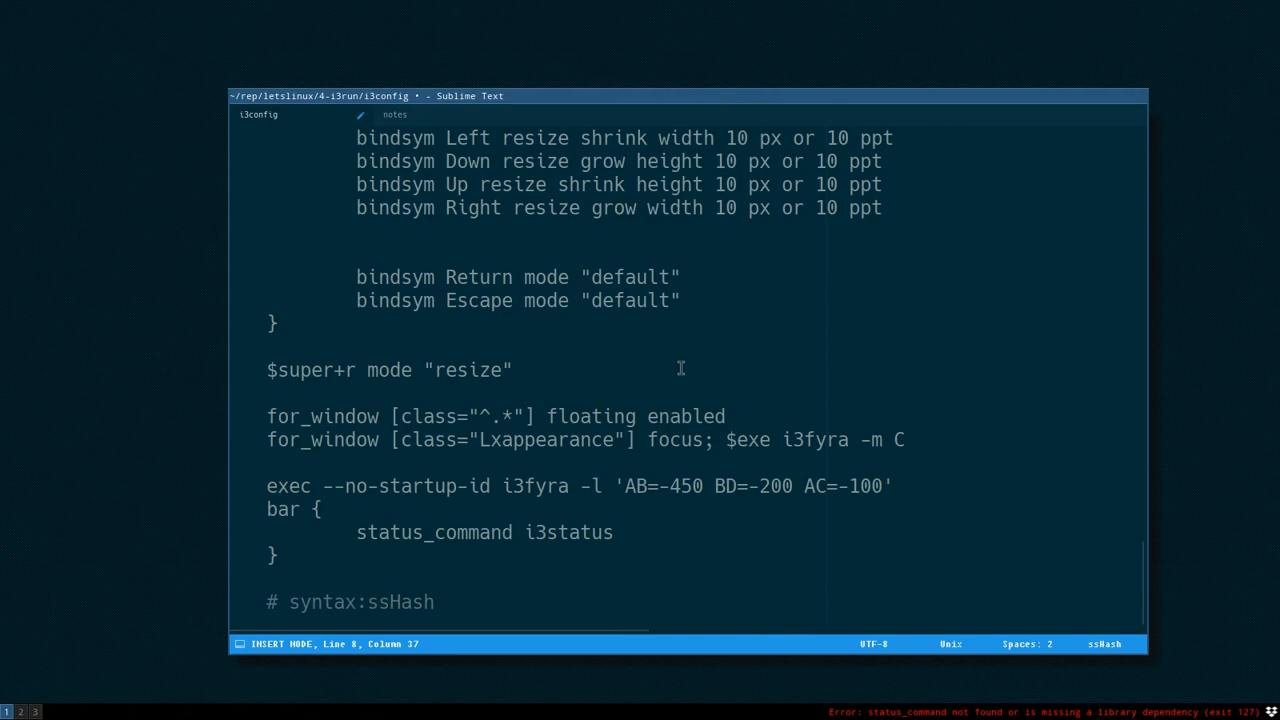 ~/rep/letslinux/4-i3run/i3config • - Sublime Text
i3config
notes
bindsym Left resize shrink width 10 px or 10 ppt
bindsym Down resize grow height 10 px or 10 ppt
bindsym Up resize shrink height 10 px or 10 ppt
bindsym Right resize grow width 10 px or 10 ppt
bindsym Return mode "default"
bindsym Escape mode "default"
}
$super+r mode "resize"
for_window [class="^.*"] floating enabled
for_window [class="Lxappearance"] focus; $exe i3fyra -m C
exec --no-startup-id i3fyra -l 'AB=-450 BD=-200 AC=-100'
bar {
status_command i3status
}
# syntax:ssHash
INSERT MODE, Line 8, Column 37
UTF-8
Unix
Spaces: 2
ssHash
1 2 3
Error: status_command not found or is missing a library dependency (exit 127)